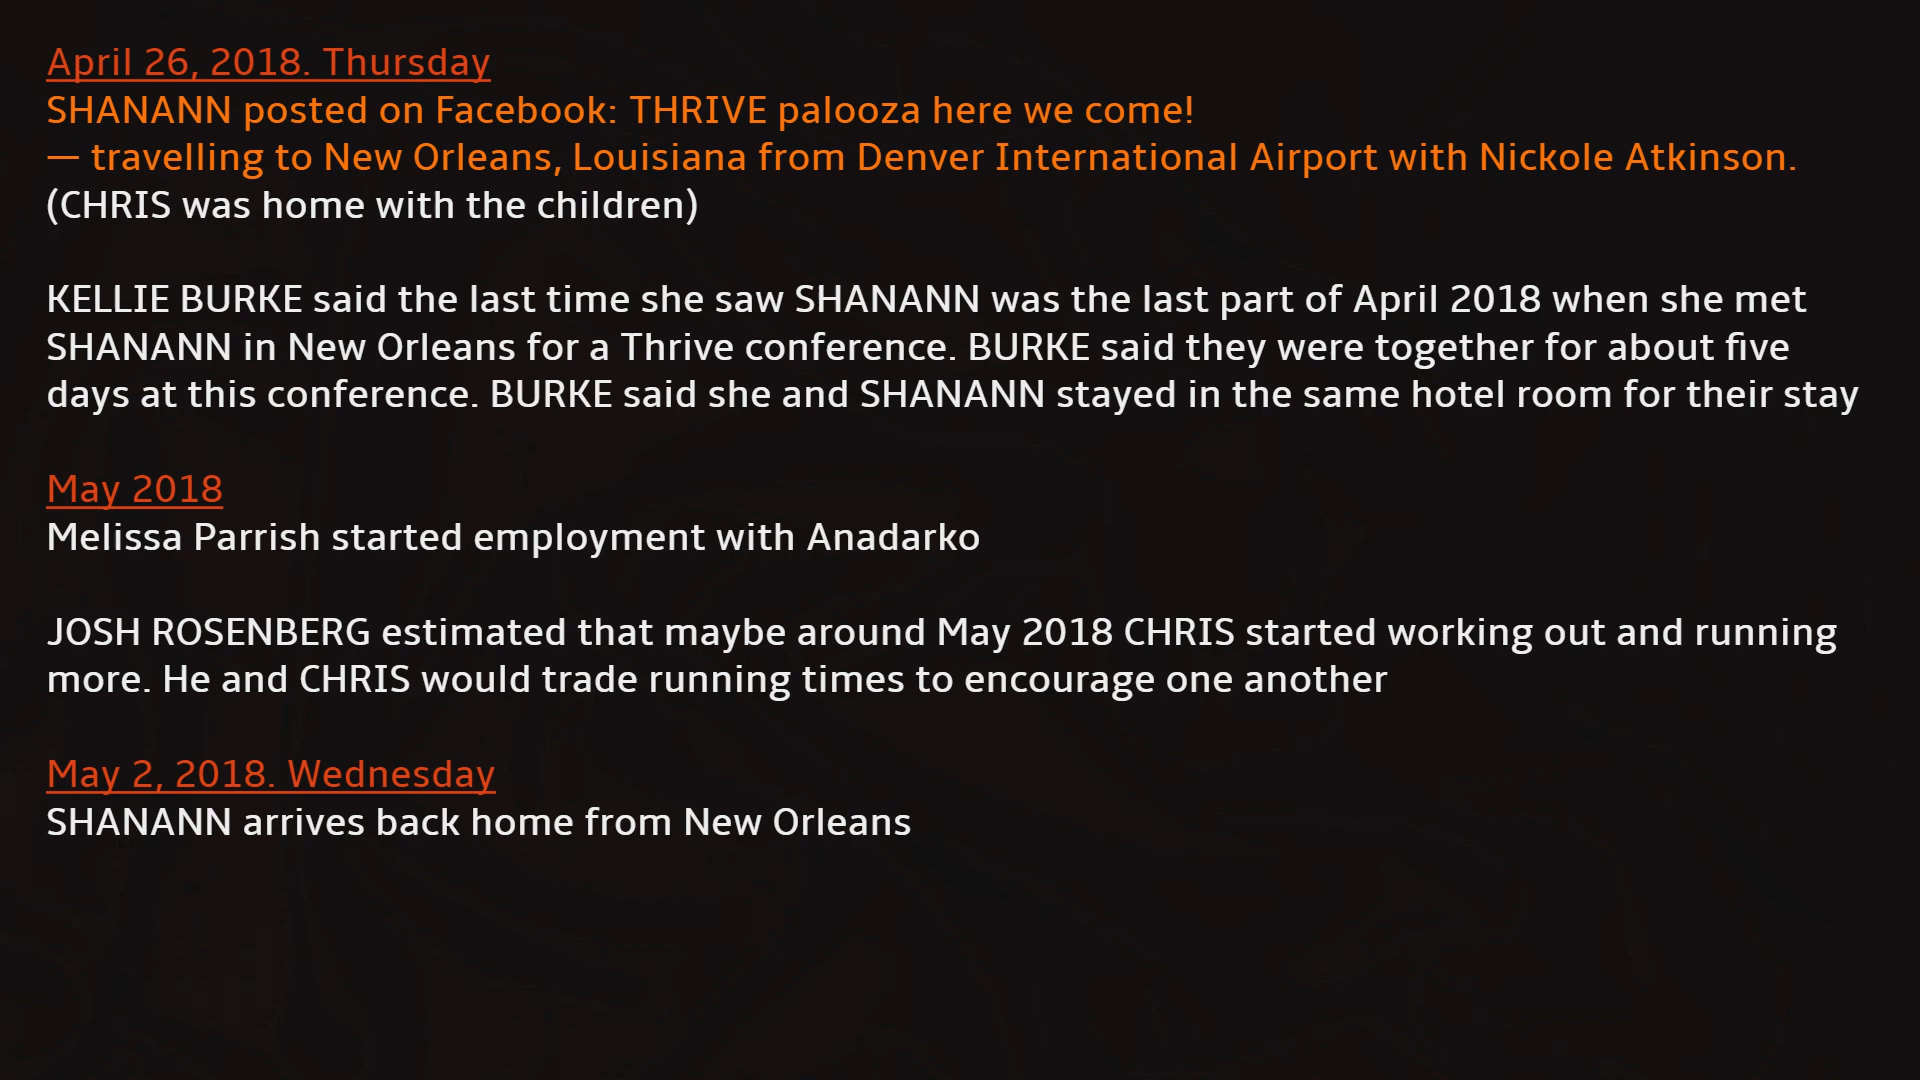 April 26, 2018. Thursday
SHANANN posted on Facebook: THRIVE palooza here we come!
— travelling to New Orleans, Louisiana from Denver International Airport with Nickole Atkinson.
(CHRIS was home with the children)
KELLIE BURKE said the last time she saw SHANANN was the last part of April 2018 when she met
SHANANN in New Orleans for a Thrive conference. BURKE said they were together for about five
days at this conference. BURKE said she and SHANANN stayed in the same hotel room for their stay
May 2018
Melissa Parrish started employment with Anadarko
JOSH ROSENBERG estimated that maybe around May 2018 CHRIS started working out and running
more. He and CHRIS would trade running times to encourage one another
May 2, 2018. Wednesday
SHANANN arrives back home from New Orleans